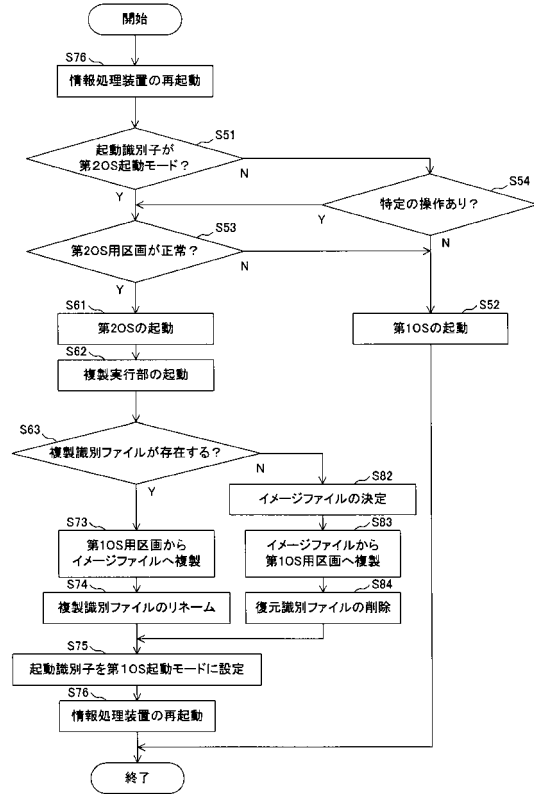 開始
S76
情報処理装置の再起動
S51
起動識別子が
第2OS起動モード?
N
Y
S54
特定の操作あり?
Y
N
S53
第2OS用区画が正常?
N
Y
S61
第2OSの起動
S52
第1OSの起動
S62
複製実行部の起動
S63
複製識別ファイルが存在する?
N
Y
S82
イメージファイルの決定
S73
第1OS用区画から
イメージファイルへ複製
S83
イメージファイルから
第1OS用区画へ複製
S74
複製識別ファイルのリネーム
S84
復元識別ファイルの削除
S75
起動識別子を第1OS起動モードに設定
S76
情報処理装置の再起動
終了